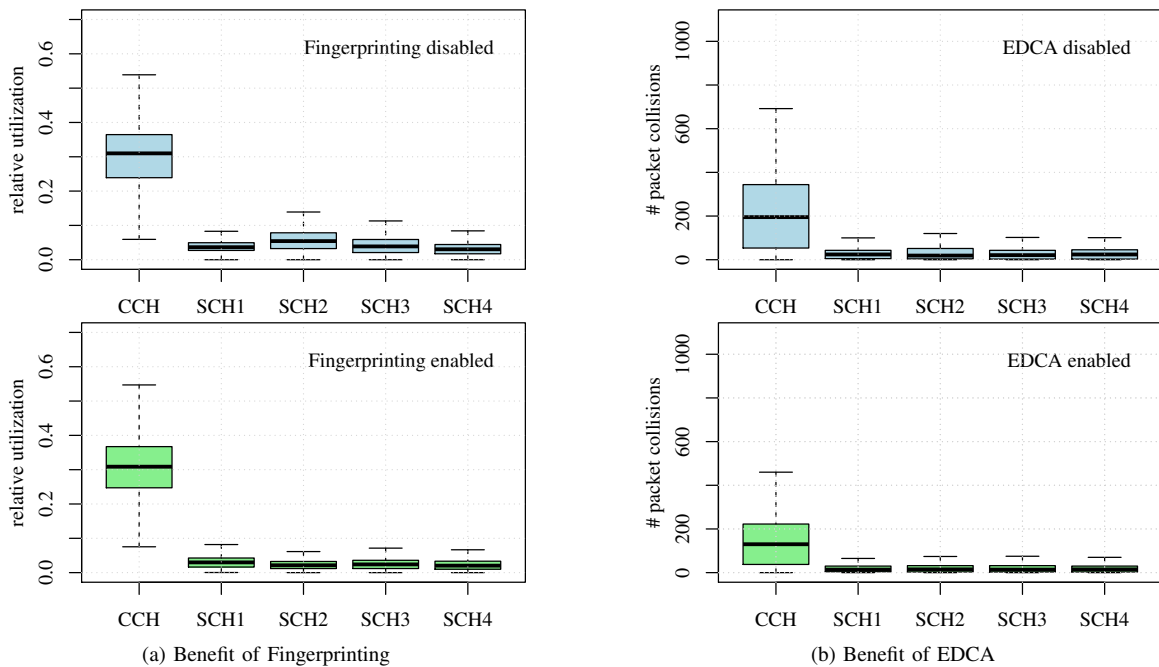 Fingerprinting disabled
relative utilization
0.6
0.4
0.2
0.0
CCH SCH1 SCH2 SCH3 SCH4
Fingerprinting enabled
relative utilization
0.6
0.4
0.2
0.0
CCH SCH1 SCH2 SCH3 SCH4
(a) Benefit of Fingerprinting
EDCA disabled
# packet collisions
1000
600
200
0
CCH SCH1 SCH2 SCH3 SCH4
EDCA enabled
# packet collisions
1000
600
200
0
CCH SCH1 SCH2 SCH3 SCH4
(b) Benefit of EDCA